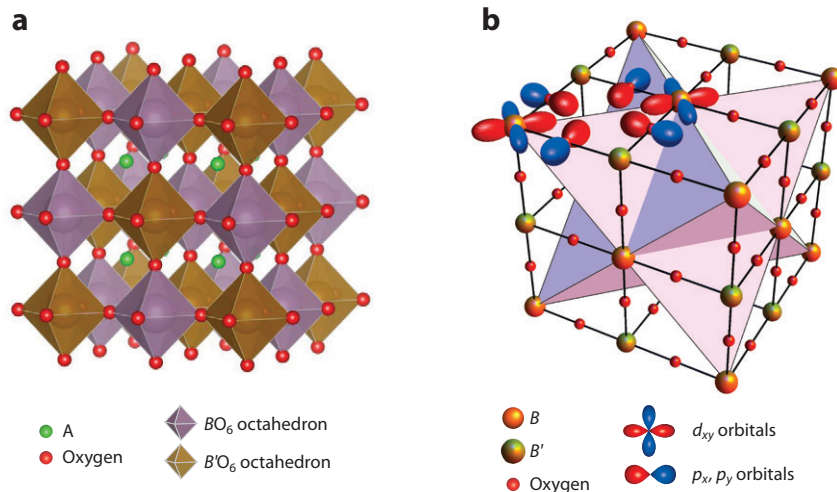 a
b
A
Oxygen
BO₆ octahedron
B′O₆ octahedron
B
B′
Oxygen
dxy orbitals
px, py orbitals